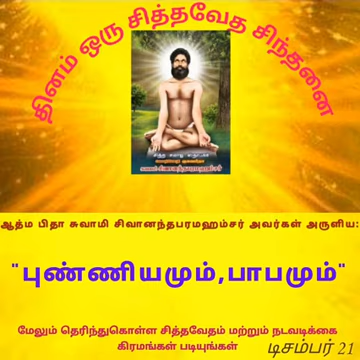 தினம் ஒரு சித்தவேத சிந்தனை
ஆத்ம பிதா சுவாமி சிவானந்தபரமஹம்சர் அவர்கள் அருளிய:
"புண்ணியமும்,பாபமும்"
மேலும் தெரிந்துகொள்ள சித்தவேதம் மற்றும் நடவடிக்கை
கிரமங்கள் படியுங்கள்
டிசம்பர் 21